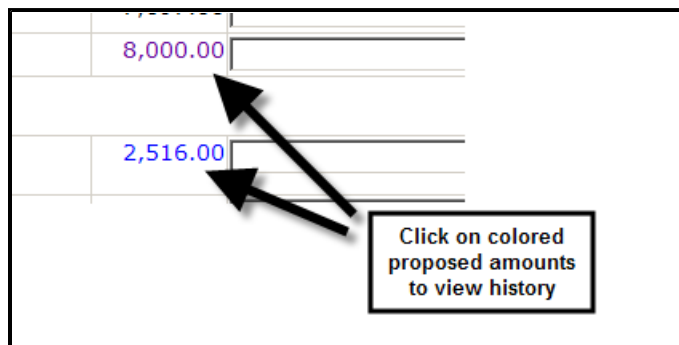 8,000.00
2,516.00
Click on colored
proposed amounts
to view history